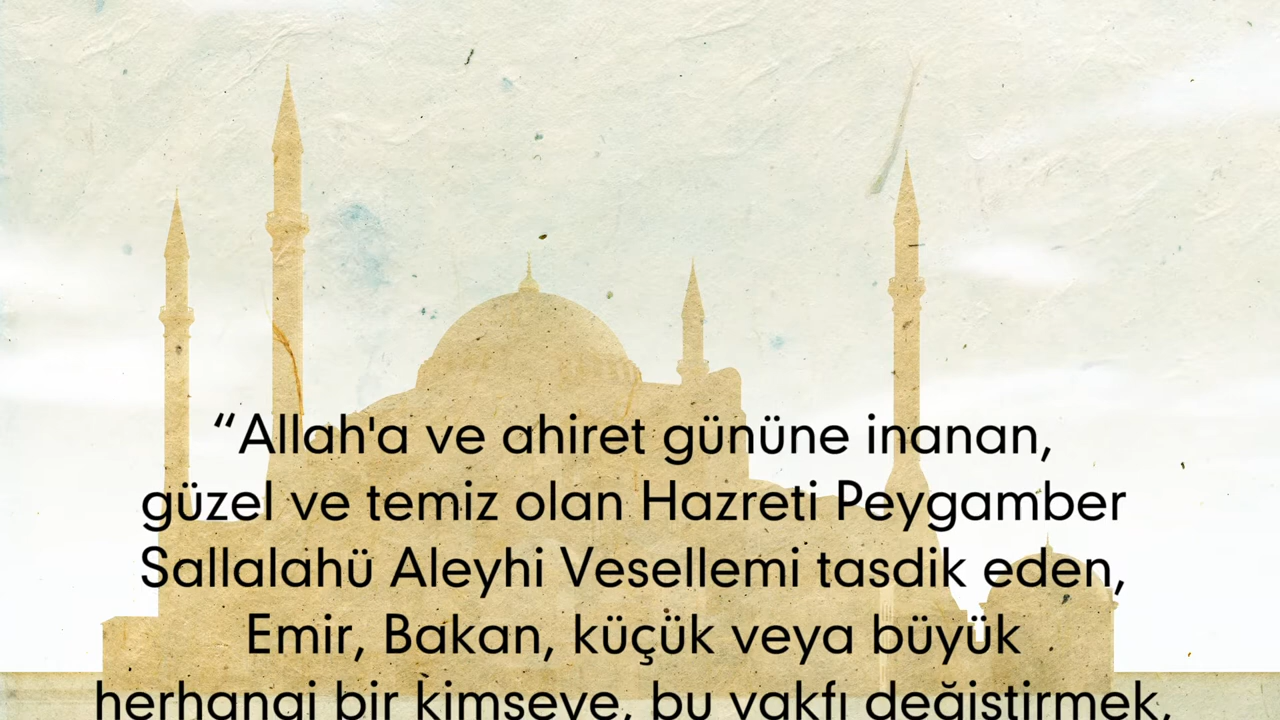 “Allah'a ve ahiret gününe inanan,
güzel ve temiz olan Hazreti Peygamber
Sallalahü Aleyhi Vesellemi tasdik eden,
Emir, Bakan, küçük veya büyük
herhangi bir kimseye, bu vakfı değiştirmek,